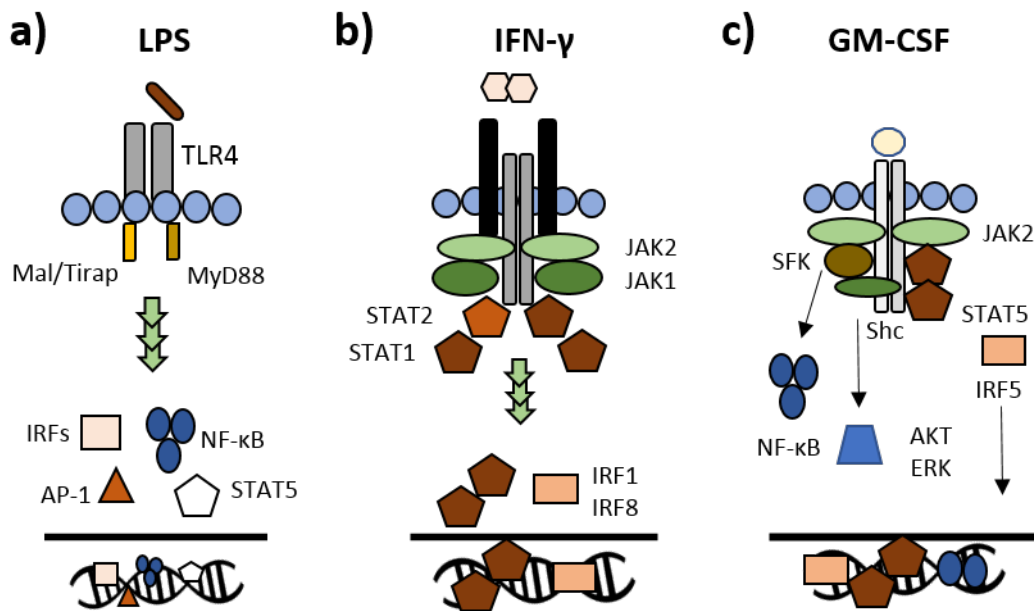 a)
LPS
TLR4
Mal/Tirap
MyD88
IRFs
NF-κB
AP-1
STAT5
b)
IFN-γ
JAK2
JAK1
STAT2
STAT1
IRF1
IRF8
c)
GM-CSF
JAK2
SFK
STAT5
Shc
IRF5
NF-κB
AKT
ERK